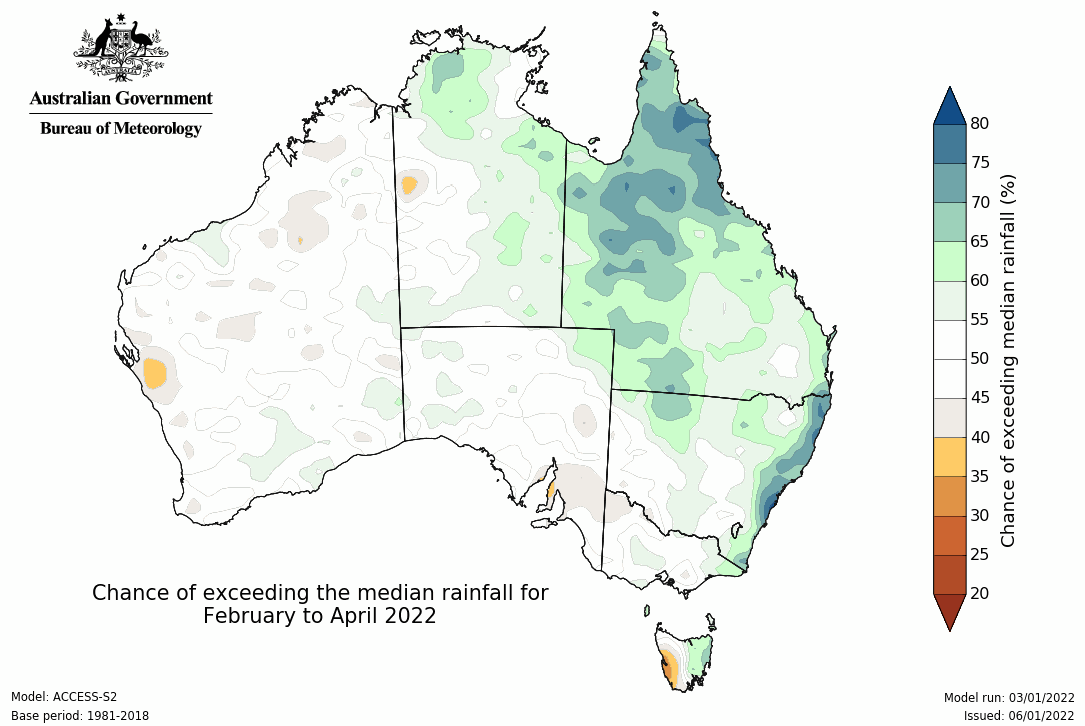 AUSTRALIA
Australian Government
Bureau of Meteorology
80
75
70
65
60
55
50
45
40
35
30
25
20
Chance of exceeding median rainfall (%)
Chance of exceeding the median rainfall for
February to April 2022
Model: ACCESS-S2
Base period: 1981-2018
Model run: 03/01/2022
Issued: 06/01/2022